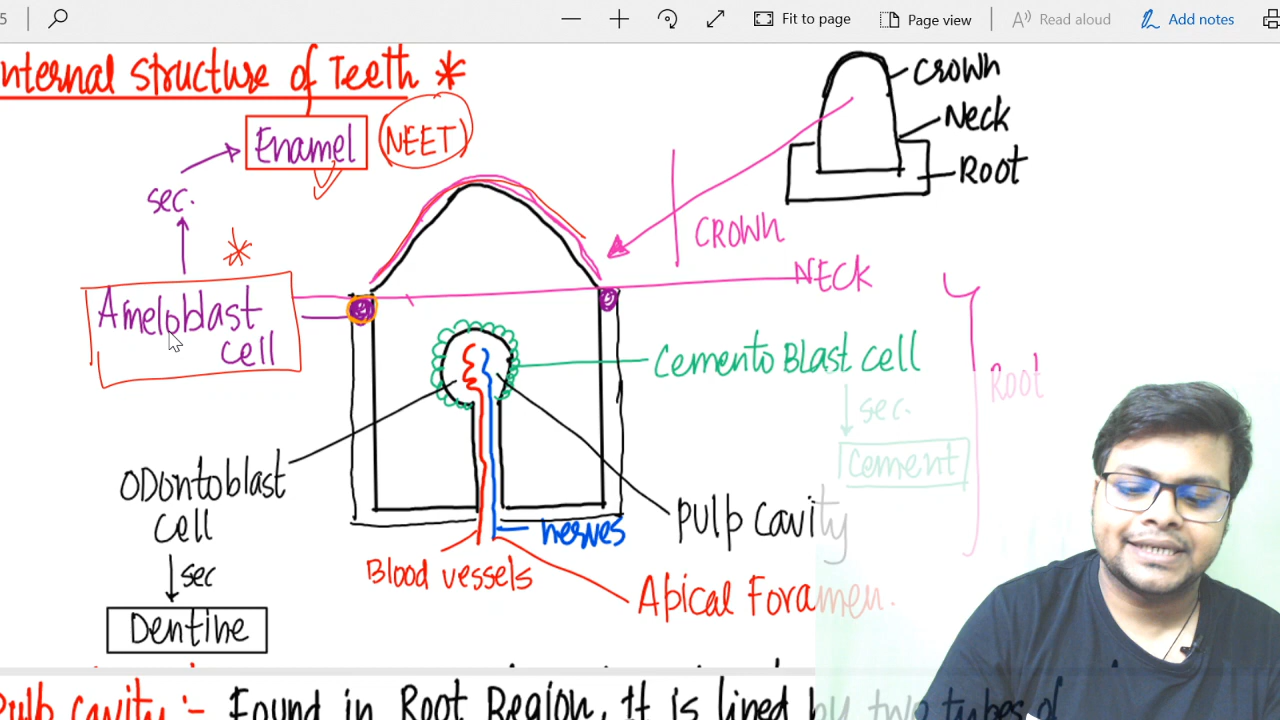 5
Fit to page
Page view
Read aloud
Add notes
nternal structure of Teeth *
Enamel
NEET
sec.
*
Ameloblast
cell
Crown
Neck
Root
CROWN
NECK
Root
Cemento Blast cell
sec.
Cement
ODontoblast
cell
sec
Dentine
Pulp cavity
nerves
Blood vessels
Apical Foramen.
Pulp cavity :- Found in Root Region, it is lined by two types of